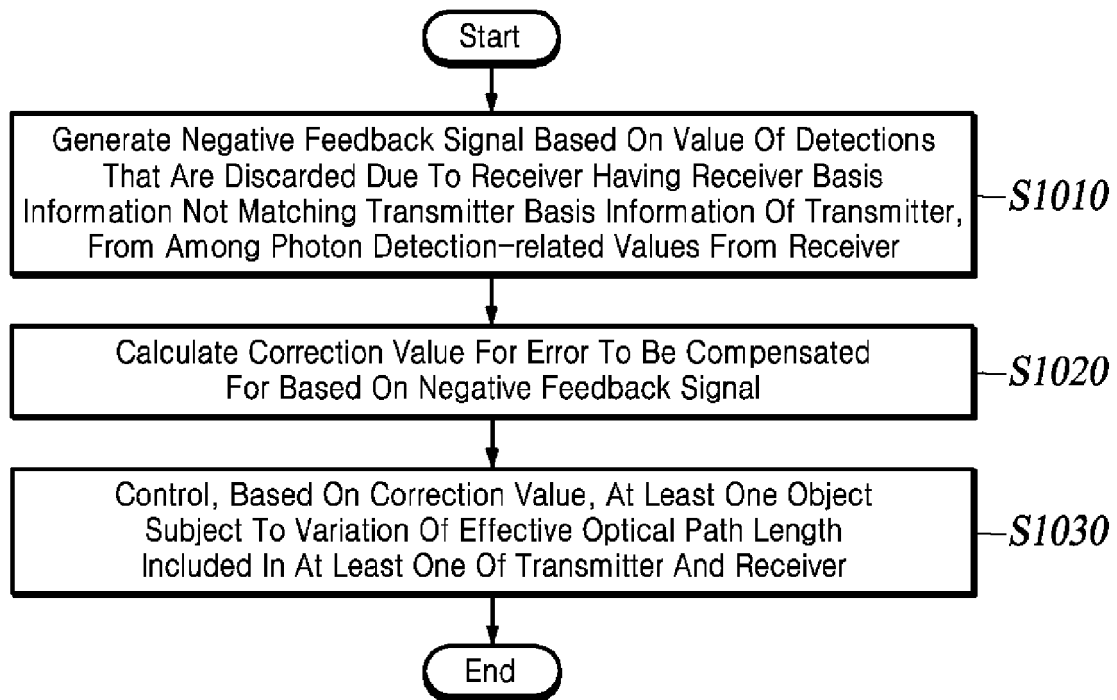 Start
Generate Negative Feedback Signal Based On Value Of Detections
That Are Discarded Due To Receiver Having Receiver Basis
Information Not Matching Transmitter Basis Information Of Transmitter,
From Among Photon Detection-related Values From Receiver
S1010
Calculate Correction Value For Error To Be Compensated
For Based On Negative Feedback Signal
S1020
Control, Based On Correction Value, At Least One Object
Subject To Variation Of Effective Optical Path Length
Included In At Least One Of Transmitter And Receiver
S1030
End